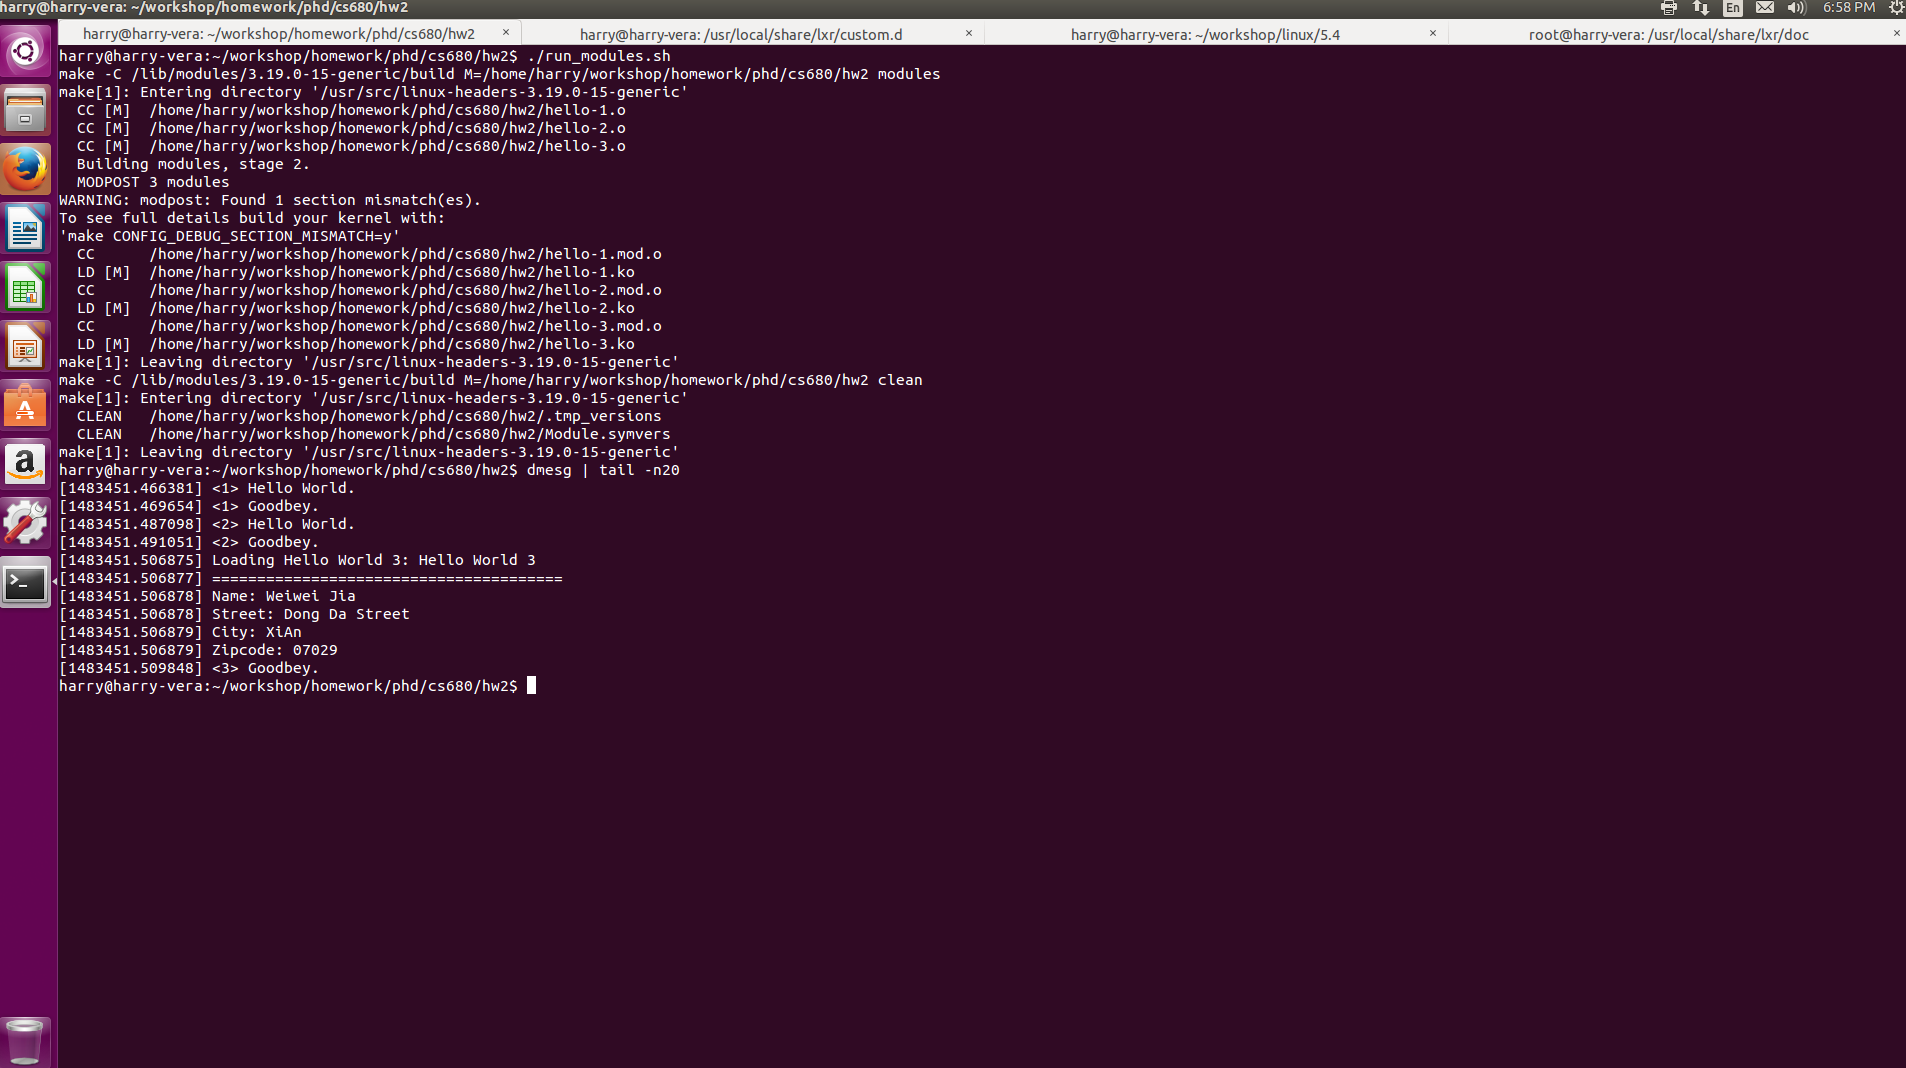 harry@harry-vera: ~/workshop/homework/phd/cs680/hw2
En
6:58 PM
harry@harry-vera: ~/workshop/homework/phd/cs680/hw2 ×
harry@harry-vera: /usr/local/share/lxr/custom.d ×
harry@harry-vera: ~/workshop/linux/5.4 ×
root@harry-vera: /usr/local/share/lxr/doc ×
harry@harry-vera:~/workshop/homework/phd/cs680/hw2$ ./run_modules.sh
make -C /lib/modules/3.19.0-15-generic/build M=/home/harry/workshop/homework/phd/cs680/hw2 modules
make[1]: Entering directory '/usr/src/linux-headers-3.19.0-15-generic'
  CC [M]  /home/harry/workshop/homework/phd/cs680/hw2/hello-1.o
  CC [M]  /home/harry/workshop/homework/phd/cs680/hw2/hello-2.o
  CC [M]  /home/harry/workshop/homework/phd/cs680/hw2/hello-3.o
  Building modules, stage 2.
  MODPOST 3 modules
WARNING: modpost: Found 1 section mismatch(es).
To see full details build your kernel with:
'make CONFIG_DEBUG_SECTION_MISMATCH=y'
  CC      /home/harry/workshop/homework/phd/cs680/hw2/hello-1.mod.o
  LD [M]  /home/harry/workshop/homework/phd/cs680/hw2/hello-1.ko
  CC      /home/harry/workshop/homework/phd/cs680/hw2/hello-2.mod.o
  LD [M]  /home/harry/workshop/homework/phd/cs680/hw2/hello-2.ko
  CC      /home/harry/workshop/homework/phd/cs680/hw2/hello-3.mod.o
  LD [M]  /home/harry/workshop/homework/phd/cs680/hw2/hello-3.ko
make[1]: Leaving directory '/usr/src/linux-headers-3.19.0-15-generic'
make -C /lib/modules/3.19.0-15-generic/build M=/home/harry/workshop/homework/phd/cs680/hw2 clean
make[1]: Entering directory '/usr/src/linux-headers-3.19.0-15-generic'
  CLEAN   /home/harry/workshop/homework/phd/cs680/hw2/.tmp_versions
  CLEAN   /home/harry/workshop/homework/phd/cs680/hw2/Module.symvers
make[1]: Leaving directory '/usr/src/linux-headers-3.19.0-15-generic'
harry@harry-vera:~/workshop/homework/phd/cs680/hw2$ dmesg | tail -n20
[1483451.466381] <1> Hello World.
[1483451.469654] <1> Goodbey.
[1483451.487098] <2> Hello World.
[1483451.491051] <2> Goodbey.
[1483451.506875] Loading Hello World 3: Hello World 3
[1483451.506877] =======================================
[1483451.506878] Name: Weiwei Jia
[1483451.506878] Street: Dong Da Street
[1483451.506879] City: XiAn
[1483451.506879] Zipcode: 07029
[1483451.509848] <3> Goodbey.
harry@harry-vera:~/workshop/homework/phd/cs680/hw2$